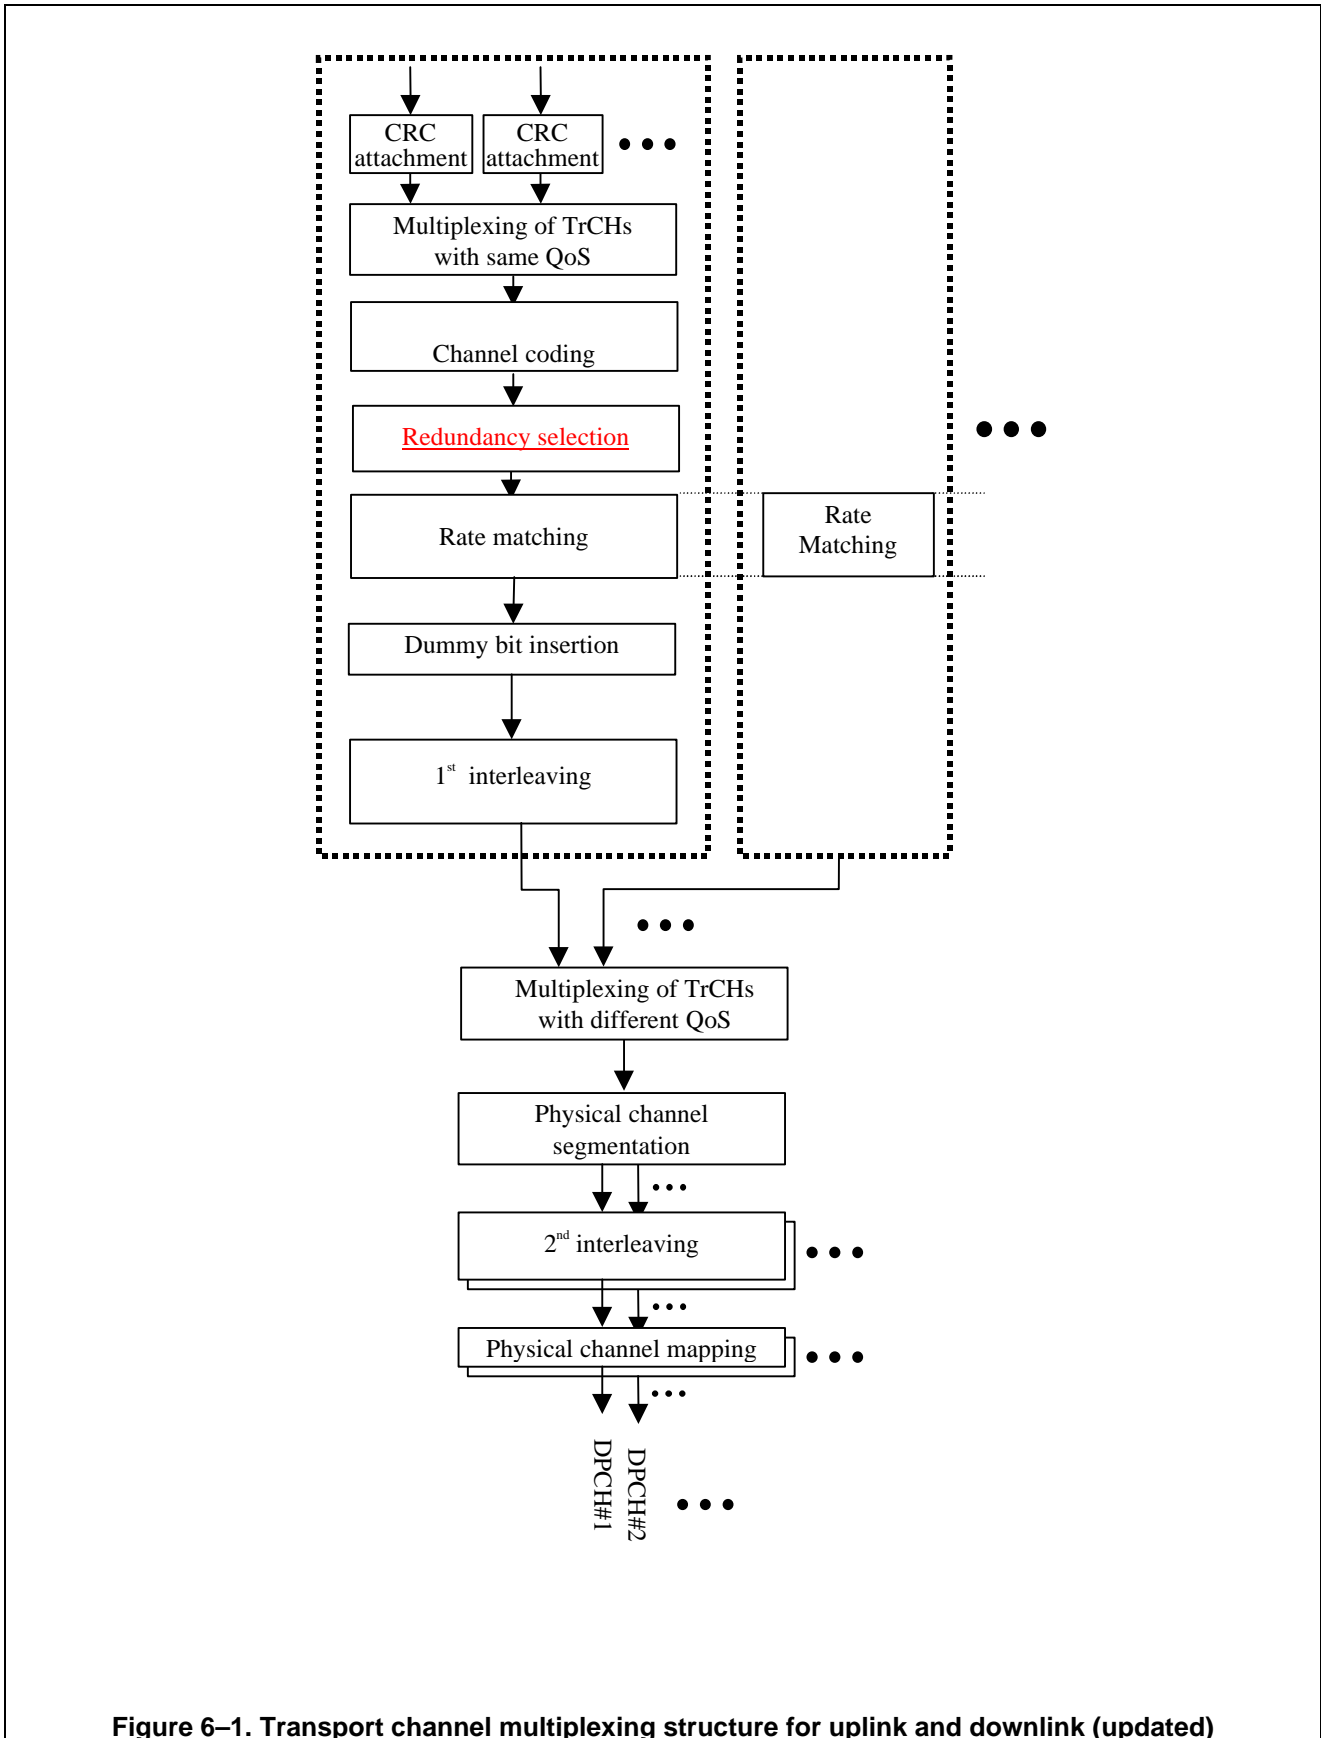 CRC
attachment
CRC
attachment
Multiplexing of TrCHs
with same QoS
Channel coding
Redundancy selection
Rate matching
Rate
Matching
Dummy bit insertion
1st interleaving
Multiplexing of TrCHs
with different QoS
Physical channel
segmentation
2nd interleaving
Physical channel mapping
DPCH#1
DPCH#2
Figure 6–1. Transport channel multiplexing structure for uplink and downlink (updated)